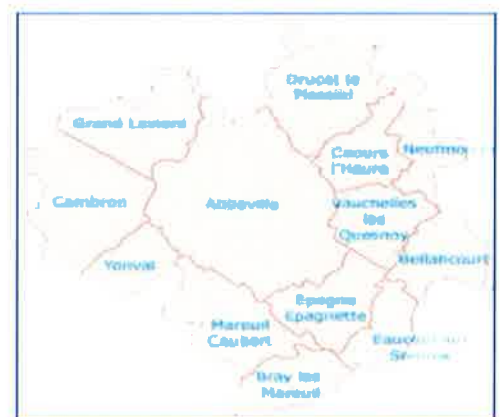 Drucat le
Plessiel
Grand Laviers
Caours
l'Heure
Neufmo
Cambron
Abbeville
Vauchelles
les
Quesnoy
Yonval
Bellancourt
Epagne
Epagnette
Mareuil
Caubert
Bray les
Mareuil